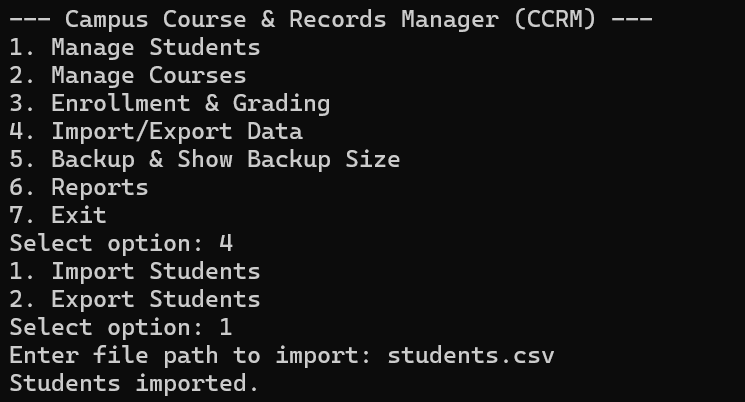 --- Campus Course & Records Manager (CCRM) ---
1. Manage Students
2. Manage Courses
3. Enrollment & Grading
4. Import/Export Data
5. Backup & Show Backup Size
6. Reports
7. Exit
Select option: 4
1. Import Students
2. Export Students
Select option: 1
Enter file path to import: students.csv
Students imported.